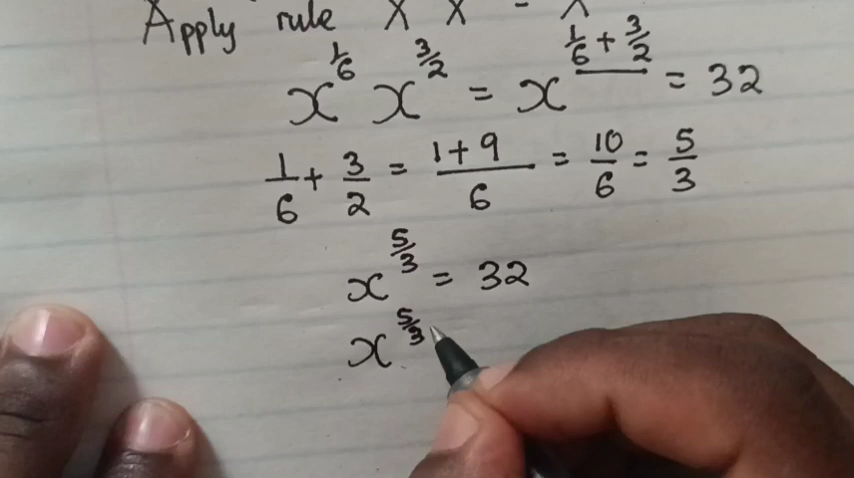 Apply rule x x = x
x^{1/6} x^{3/2} = x^{1/6 + 3/2} = 32
1/6 + 3/2 = (1+9)/6 = 10/6 = 5/3
x^{5/3} = 32
x^{5/3}